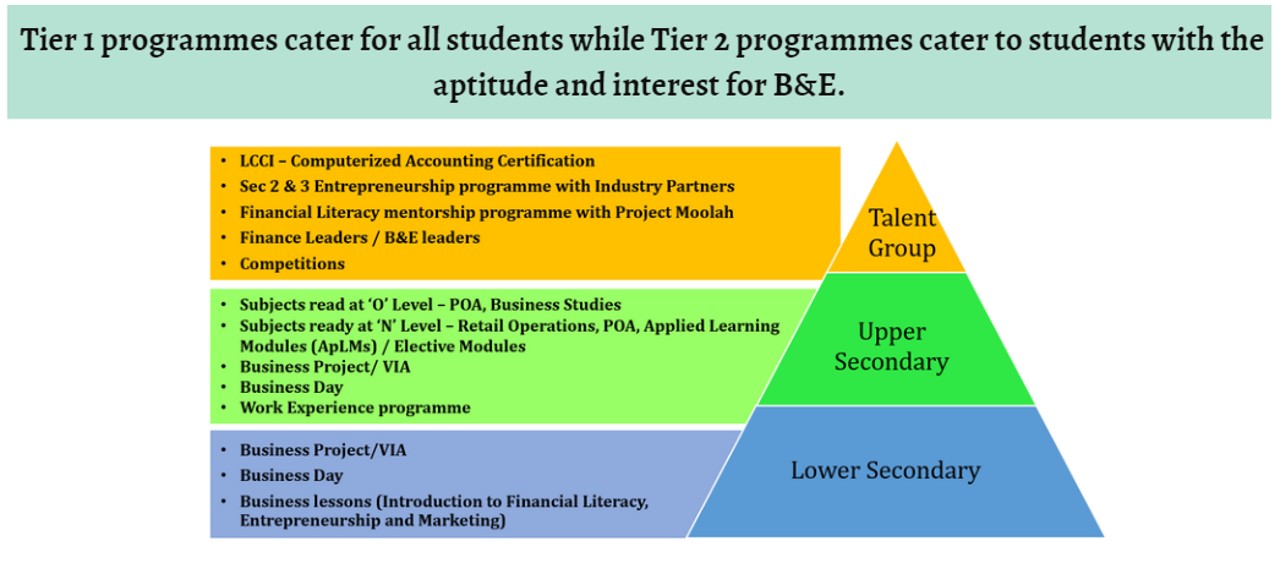 Tier 1 programmes cater for all students while Tier 2 programmes cater to students with the
aptitude and interest for B&E.
• LCCI – Computerized Accounting Certification
• Sec 2 & 3 Entrepreneurship programme with Industry Partners
• Financial Literacy mentorship programme with Project Moolah
• Finance Leaders / B&E leaders
• Competitions
Talent
Group
• Subjects read at ‘O’ Level – POA, Business Studies
• Subjects ready at ‘N’ Level – Retail Operations, POA, Applied Learning
Modules (ApLMs) / Elective Modules
• Business Project/ VIA
• Business Day
• Work Experience programme
Upper
Secondary
• Business Project/VIA
• Business Day
• Business lessons (Introduction to Financial Literacy,
Entrepreneurship and Marketing)
Lower Secondary